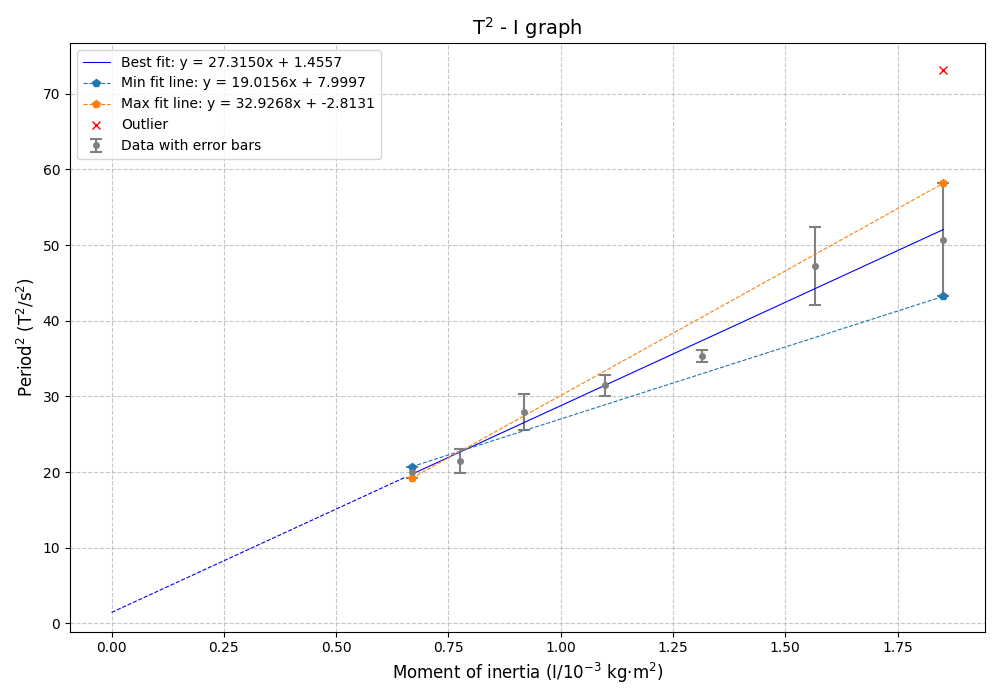 T² - I graph
Best fit: y = 27.3150x + 1.4557
Min fit line: y = 19.0156x + 7.9997
Max fit line: y = 32.9268x + -2.8131
Outlier
Data with error bars
Period² (T²/s²)
70
60
50
40
30
20
10
0
0.00 0.25 0.50 0.75 1.00 1.25 1.50 1.75
Moment of inertia (I/10⁻³ kg·m²)